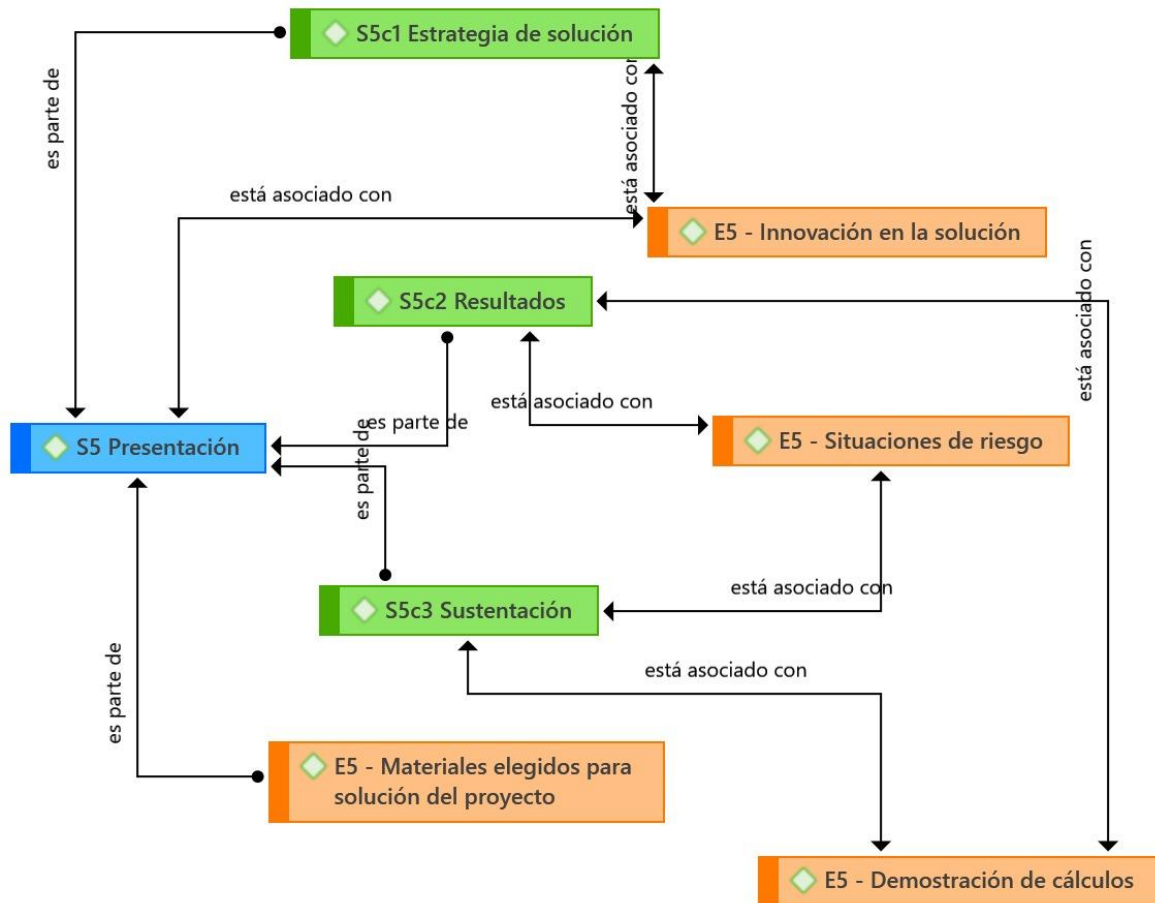 S5c1 Estrategia de solución
es parte de
está asociado con
está asociado con
E5 - Innovación en la solución
está asociado con
S5c2 Resultados
está asociado con
es parte de
es parte de
S5 Presentación
E5 - Situaciones de riesgo
está asociado con
S5c3 Sustentación
está asociado con
es parte de
E5 - Materiales elegidos para
solución del proyecto
E5 - Demostración de cálculos